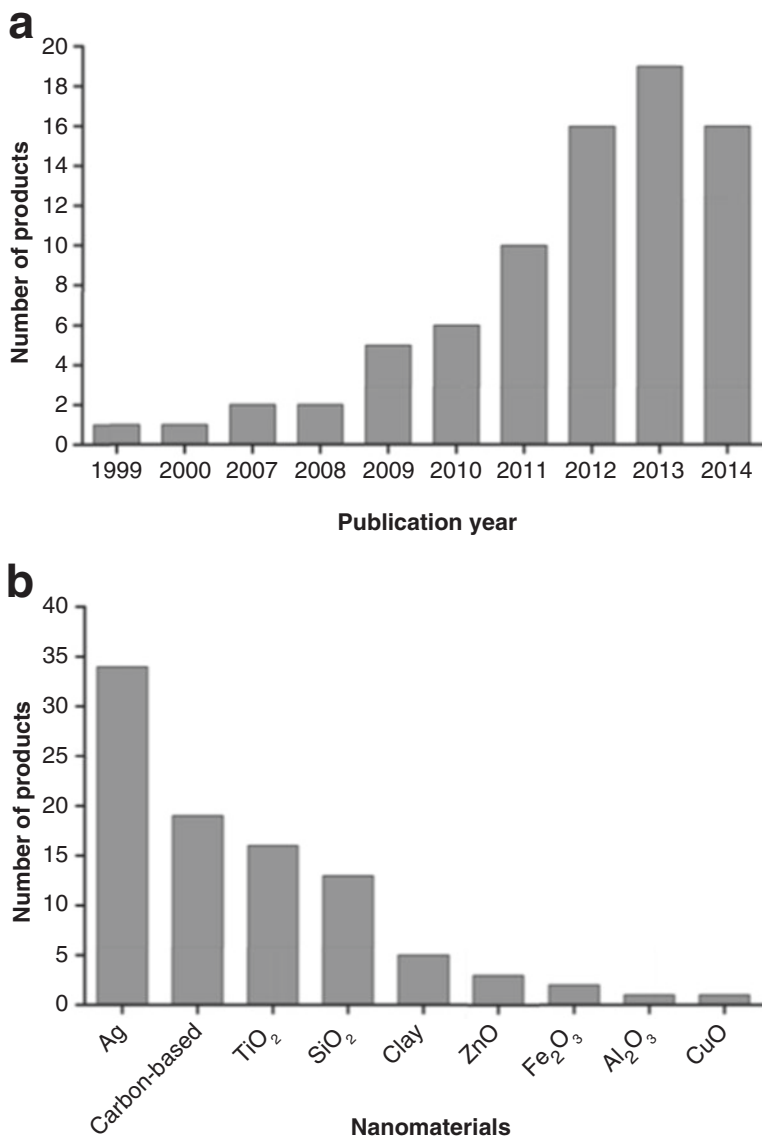 a
Number of products
20
18
16
14
12
10
8
6
4
2
0
1999 2000 2007 2008 2009 2010 2011 2012 2013 2014
Publication year
b
Number of products
40
35
30
25
20
15
10
5
0
Ag Carbon-based TiO₂ SiO₂ Clay ZnO Fe₂O₃ Al₂O₃ CuO
Nanomaterials